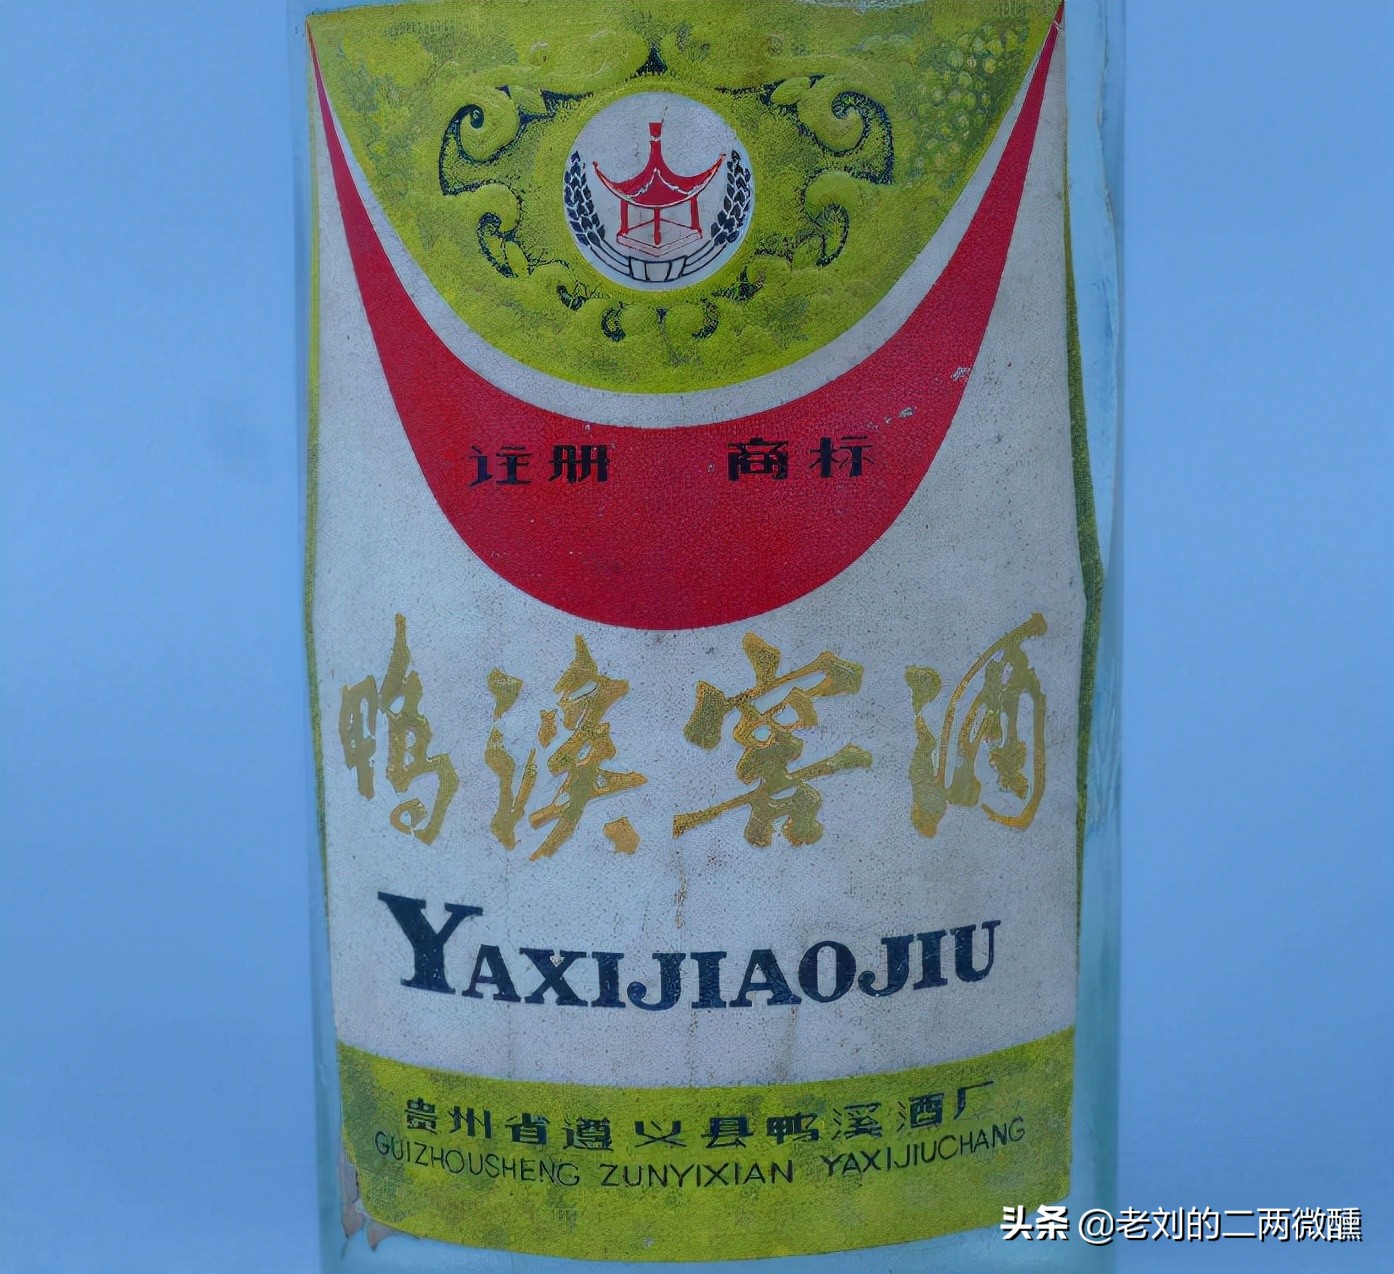 注册 商标
鸭溪窖酒
YAXIJIAOJIU
贵州省遵义县鸭溪酒厂
GUIZHOUSHENG ZUNYIXIAN YAXIJIUCHANG
头条 @老刘的二两微醺